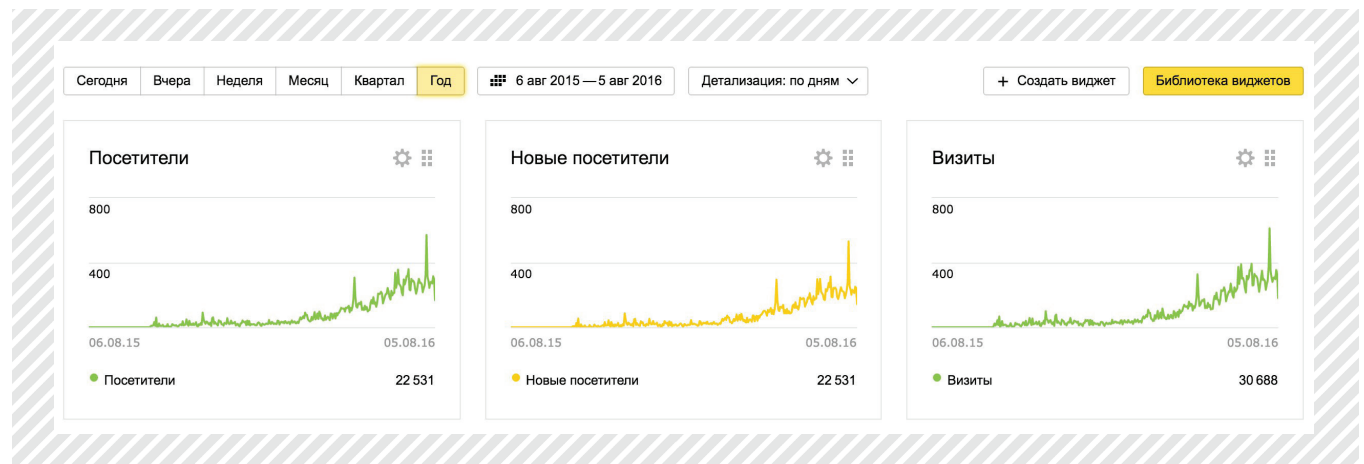 Сегодня Вчера Неделя Месяц Квартал Год 6 авг 2015 — 5 авг 2016 Детализация: по дням + Создать виджет Библиотека виджетов
Посетители
800
400
06.08.15 05.08.16
Посетители 22 531
Новые посетители
800
400
06.08.15 05.08.16
Новые посетители 22 531
Визиты
800
400
06.08.15 05.08.16
Визиты 30 688